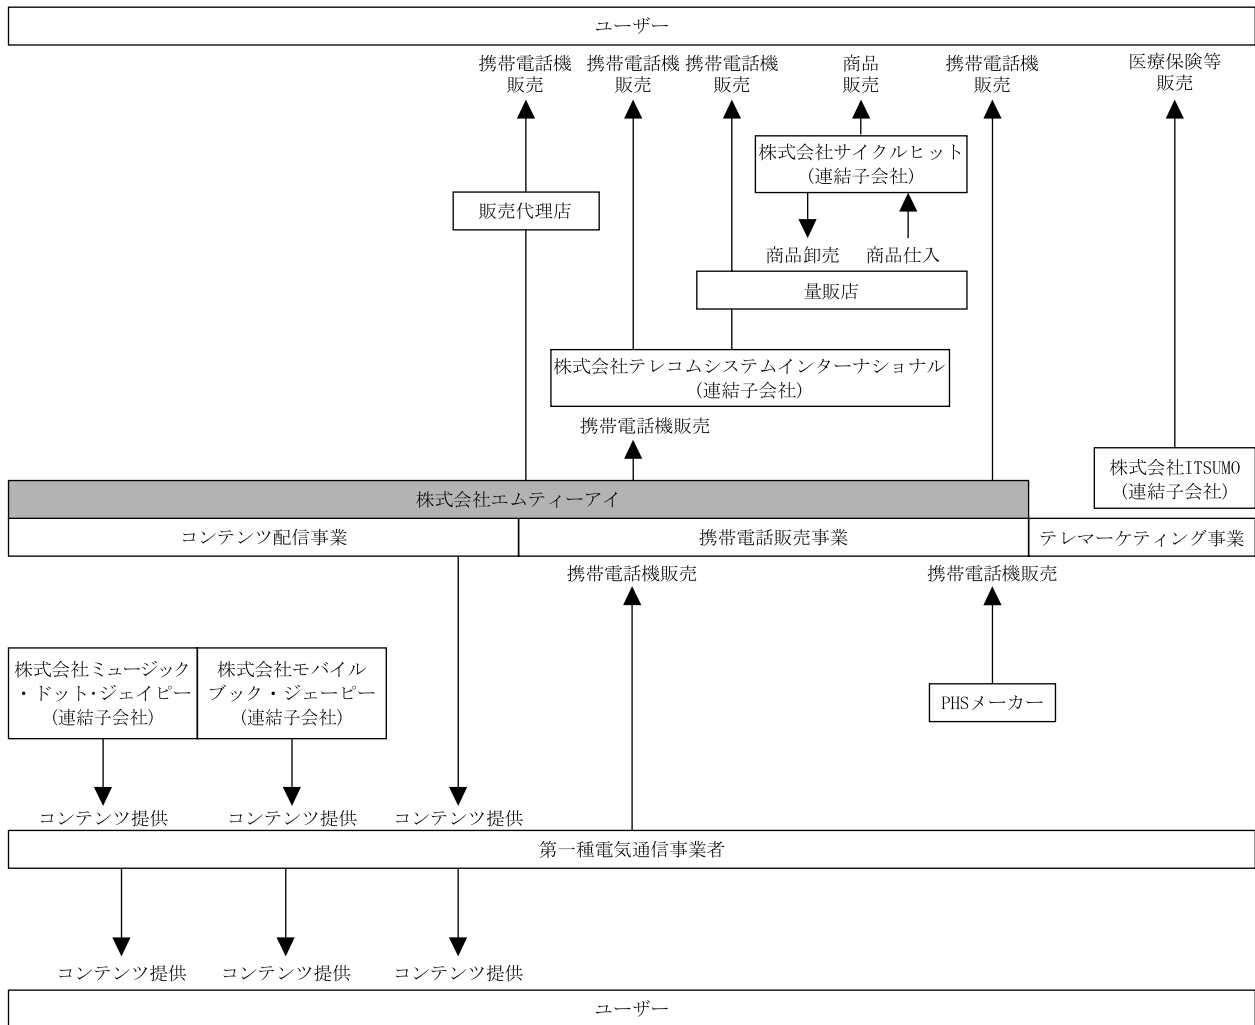 ユーザー
携帯電話機
販売
携帯電話機
販売
携帯電話機
販売
商品
販売
携帯電話機
販売
医療保険等
販売
株式会社サイクルヒット
(連結子会社)
販売代理店
商品卸売
商品仕入
量販店
株式会社テレコムシステムインターナショナル
(連結子会社)
携帯電話機販売
株式会社ITSUMO
(連結子会社)
株式会社エムティーアイ
コンテンツ配信事業
携帯電話販売事業
テレマーケティング事業
携帯電話機販売
携帯電話機販売
株式会社ミュージック
・ドット・ジェイピー
(連結子会社)
株式会社モバイル
ブック・ジェーピー
(連結子会社)
PHSメーカー
コンテンツ提供
コンテンツ提供
コンテンツ提供
第一種電気通信事業者
コンテンツ提供
コンテンツ提供
コンテンツ提供
ユーザー